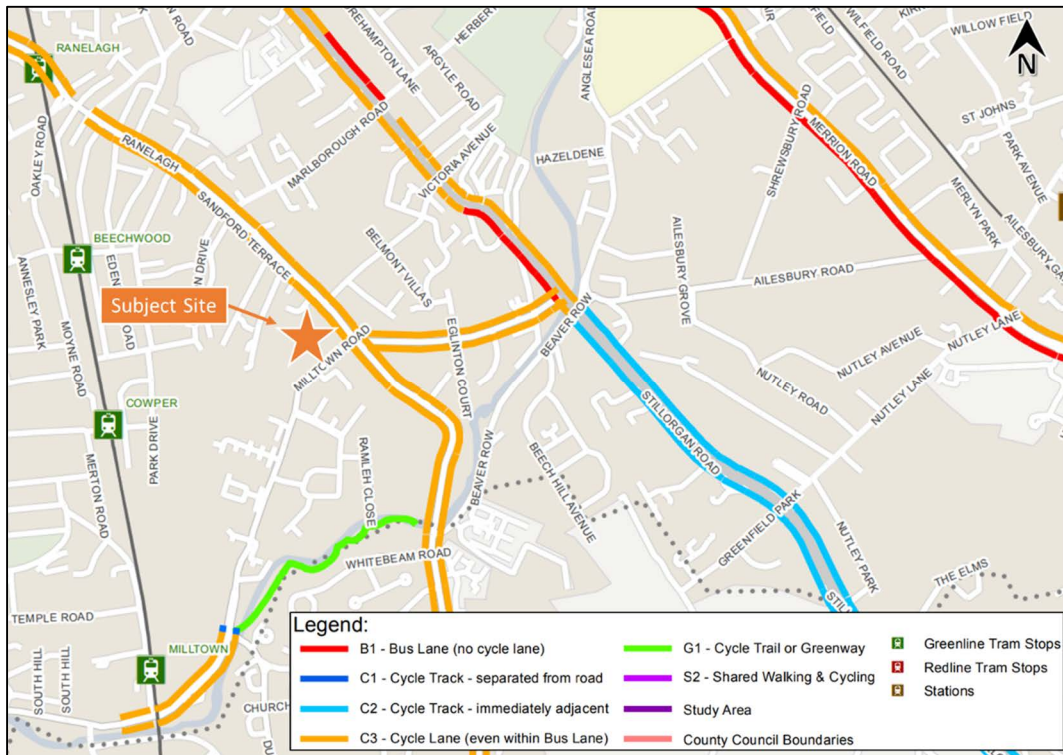 RANELAGH
OAKLEY ROAD
RANELAGH
MARLBOROUGH ROAD
ARGYLE ROAD
VICTORIA AVENUE
HAZELDENE
ANGLESEA ROAD
SHREWSBURY ROAD
MERRION ROAD
WILFIELD ROAD
WILLOW FIELD
N
ST JOHNS
PARK AVENUE
MERLYN PARK
SANDFORD TERRACE
BEECHWOOD
ANNESLEY PARK
BELMONT VILLAS
AILESBURY GROVE
AILESBURY ROAD
Subject Site
MILLTOWN ROAD
MOYNE ROAD
EGLINTON COURT
BEAVER ROW
NUTLEY LANE
NUTLEY AVENUE
NUTLEY ROAD
NUTLEY LANE
COWPER
PARK DRIVE
MERTON ROAD
STILLORGAN ROAD
RAMLEH CLOSE
BEAVER ROW
BEECH HILL AVENUE
GREENFIELD PARK
NUTLEY PARK
WHITEBEAM ROAD
THE ELMS
TEMPLE ROAD
MILLTOWN
SOUTH HILL
SOUTH HILL
CHURCH
Legend:
B1 - Bus Lane (no cycle lane)
C1 - Cycle Track - separated from road
C2 - Cycle Track - immediately adjacent
C3 - Cycle Lane (even within Bus Lane)
G1 - Cycle Trail or Greenway
S2 - Shared Walking & Cycling
Study Area
County Council Boundaries
Greenline Tram Stops
Redline Tram Stops
Stations